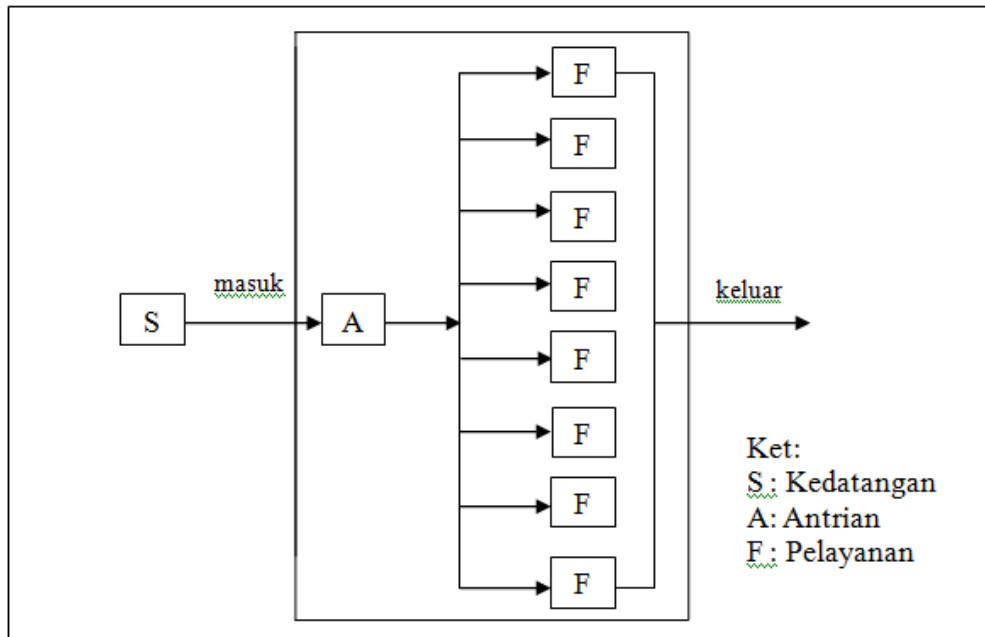 F
F
F
F
masuk
keluar
S
A
F
F
F
F
Ket:
S : Kedatangan
A: Antrian
F : Pelayanan